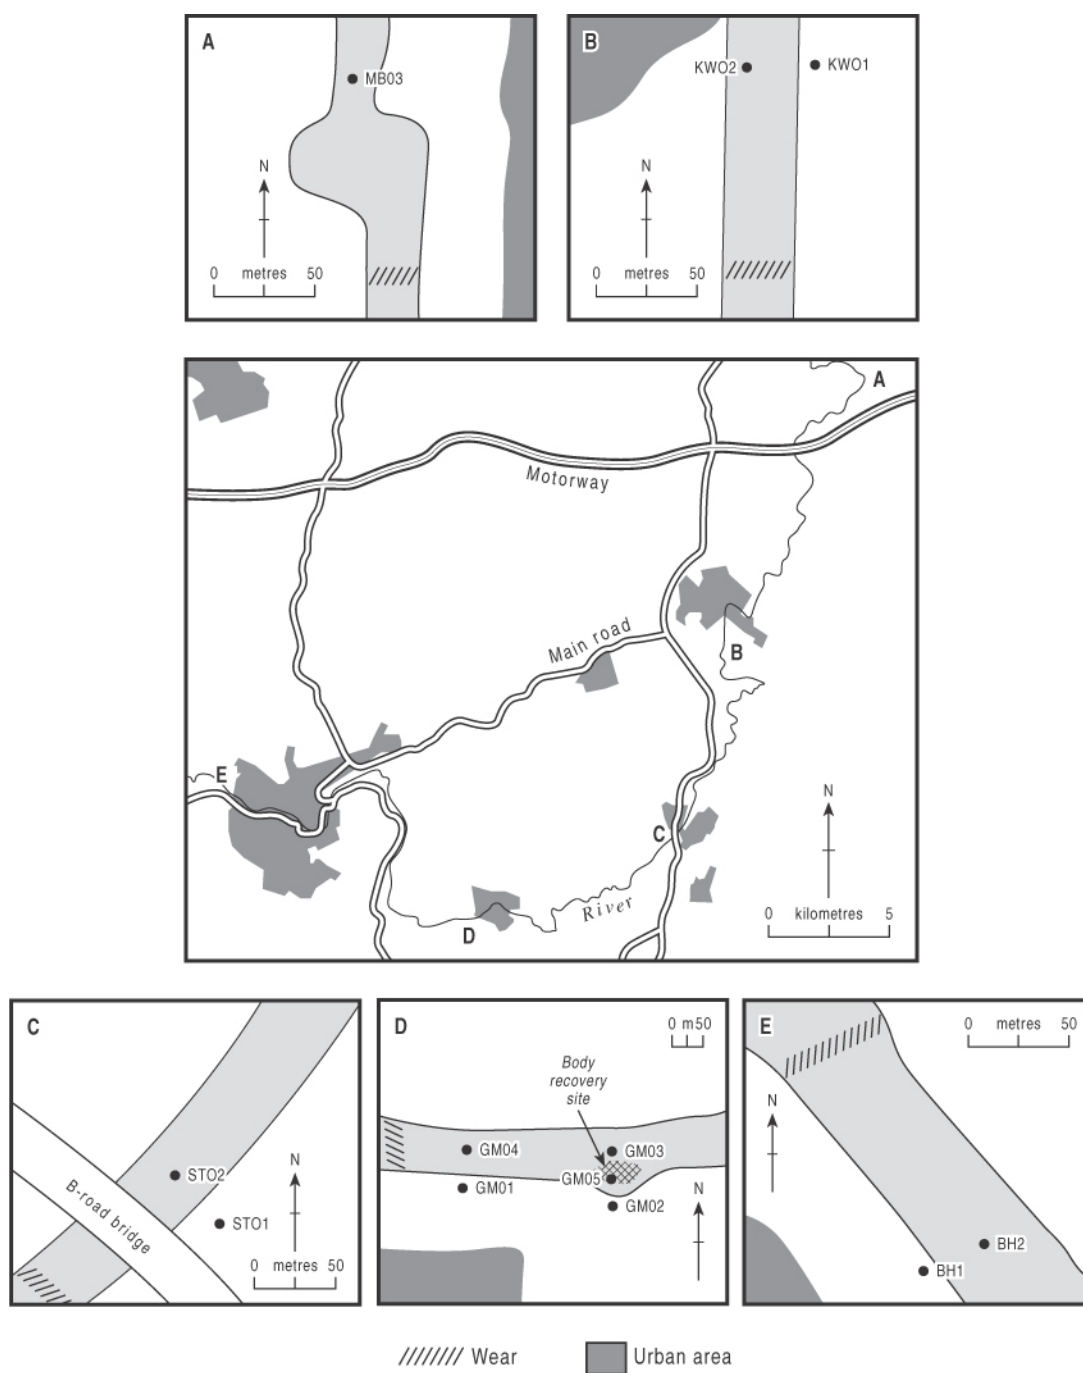 A
MB03
N
0 metres 50
B
KWO2
KWO1
N
0 metres 50
A
Motorway
Main road
B
E
C
N
River
D
0 kilometres 5
C
STO2
N
STO1
B-road bridge
0 metres 50
D
0 m50
Body
recovery
site
GM04
GM03
GM05
GM01
GM02
N
E
0 metres 50
N
BH2
BH1
Wear
Urban area